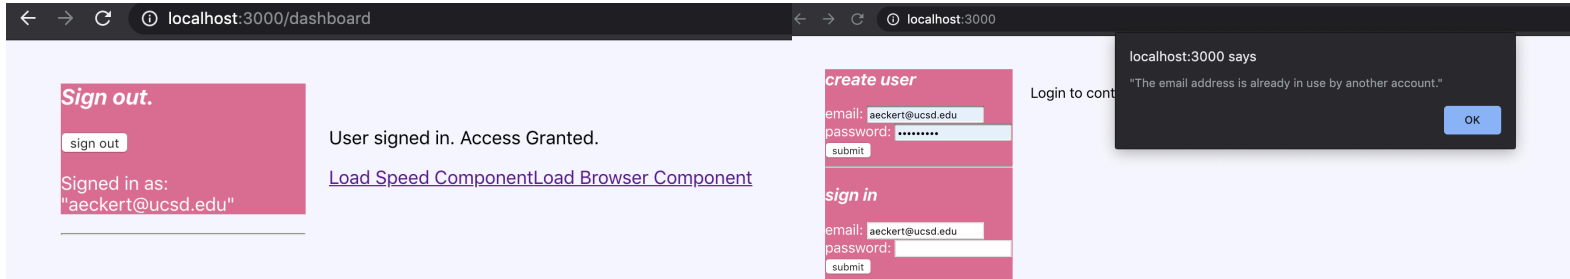 localhost:3000/dashboard
Sign out.
sign out
Signed in as:
"aeckert@ucsd.edu"
User signed in. Access Granted.
Load Speed ComponentLoad Browser Component
localhost:3000
localhost:3000 says
"The email address is already in use by another account."
OK
create user
email: aeckert@ucsd.edu
password: •••••••••
submit
Login to cont
sign in
email: aeckert@ucsd.edu
password:
submit